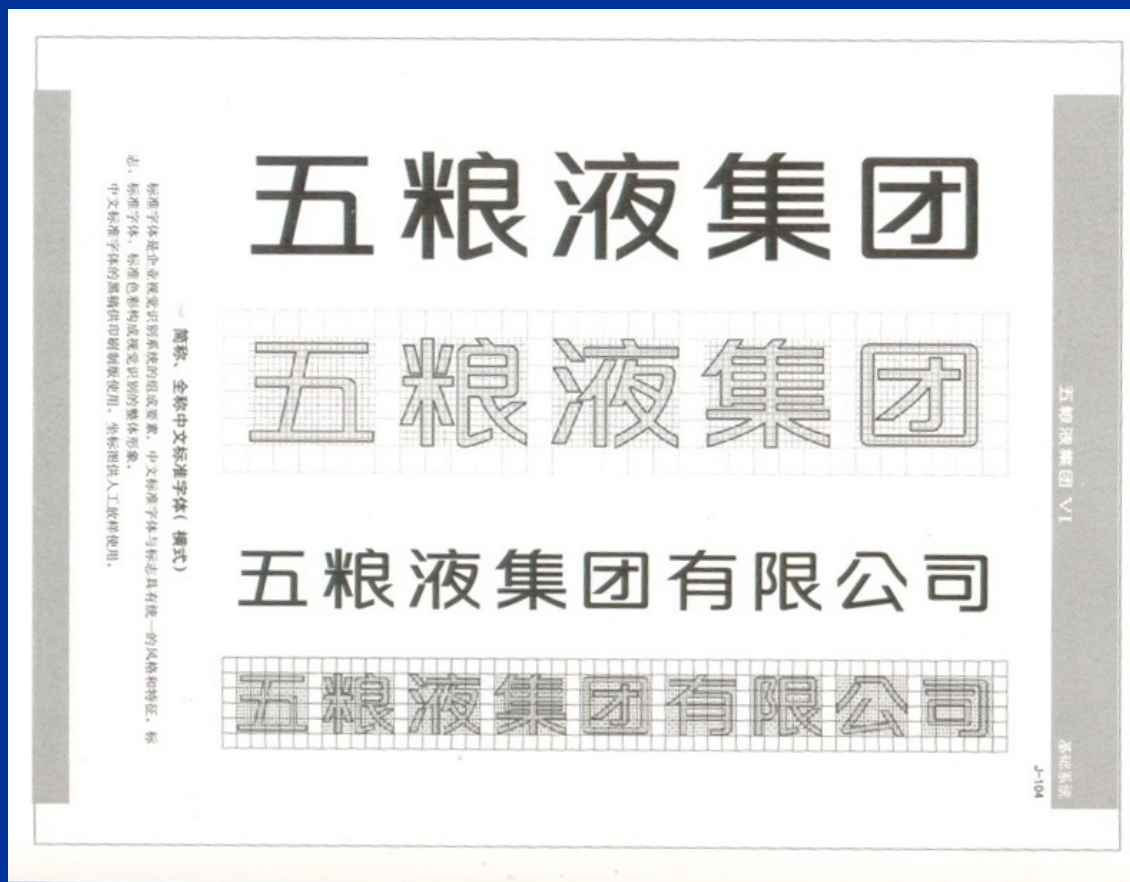 五粮液集团
五粮液集团
五粮液集团有限公司
五粮液集团有限公司
简称、全称中文标准字体(横式)
标准字体是企业视觉识别系统的组成要素，中文标准字体与标志具有统一的风格和特征。标
志、标准字体、标准色彩构成视觉识别的整体形象。
中文标准字体的黑稿供印刷制版使用，坐标图供人工放样使用。
五粮液集团 VI
基础系统
J-104